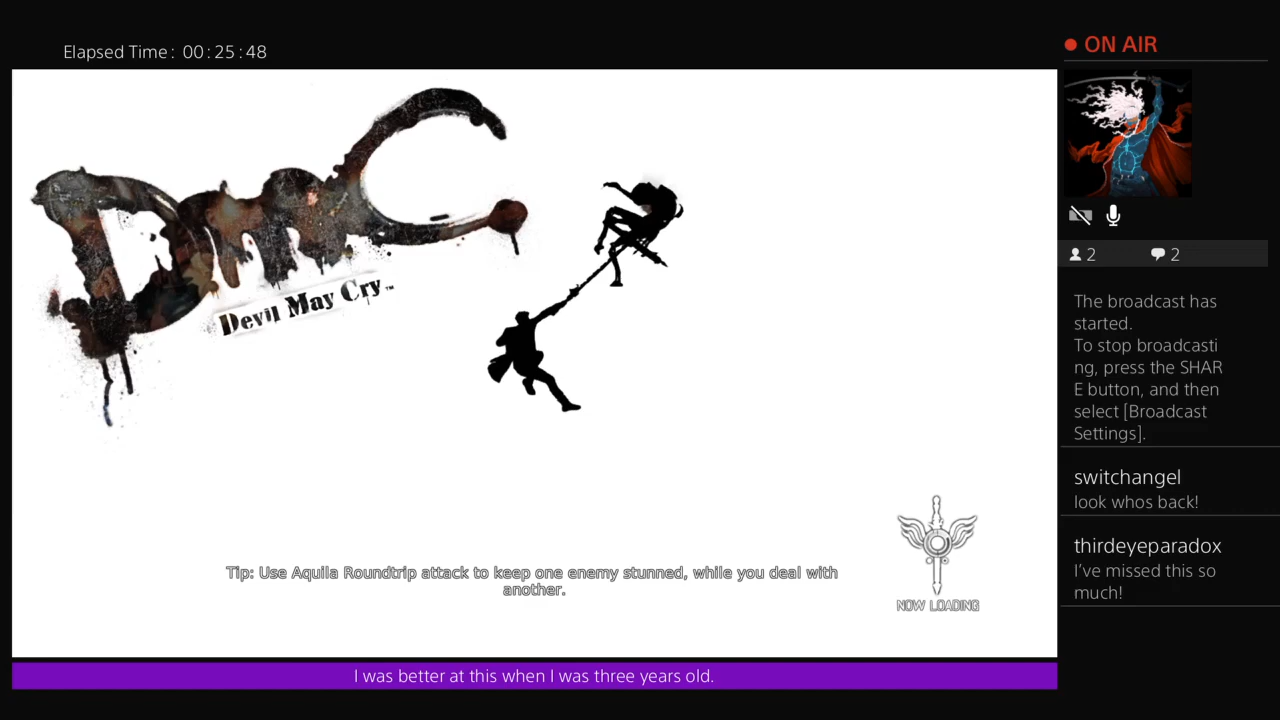 Elapsed Time: 00:25:48
ON AIR
DmC
Devil May Cry™
2
2
The broadcast has
started.
To stop broadcasti
ng, press the SHAR
E button, and then
select [Broadcast
Settings].
switchangel
look whos back!
thirdeyeparadox
I've missed this so
much!
Tip: Use Aquila Roundtrip attack to keep one enemy stunned, while you deal with
another.
NOW LOADING
I was better at this when I was three years old.